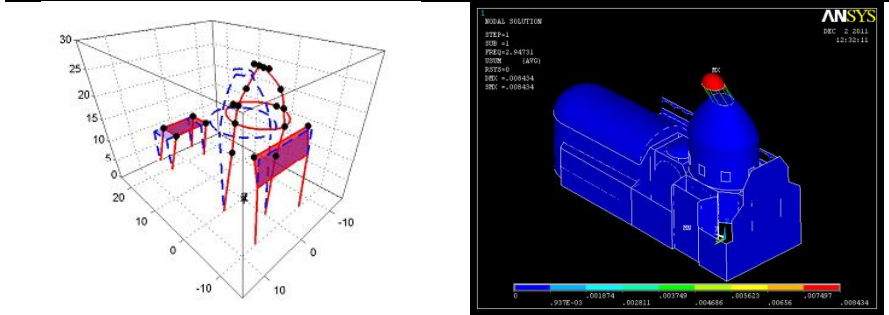 30
25
20
15
10
5
0
20
10
0
-10
-10
0
10
1
NODAL SOLUTION
STEP=1
SUB =1
FREQ=2.94731
USUM (AVG)
RSYS=0
DMX =.008434
SMX =.008434
ANSYS
DEC 2 2011
12:32:11
MX
MN
0
.937E-03
.001874
.002811
.003749
.004686
.005623
.00656
.007497
.008434